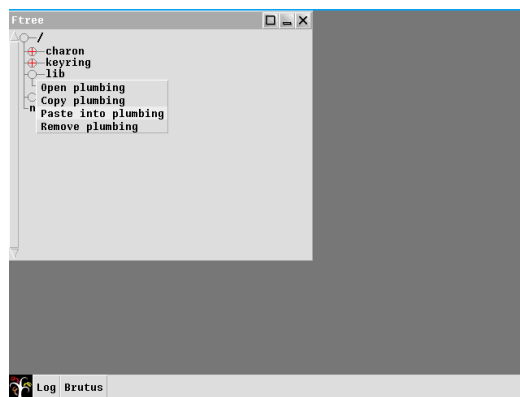 Ftree
/
charon
keyring
lib
n
Open plumbing
Copy plumbing
Paste into plumbing
Remove plumbing
Log Brutus